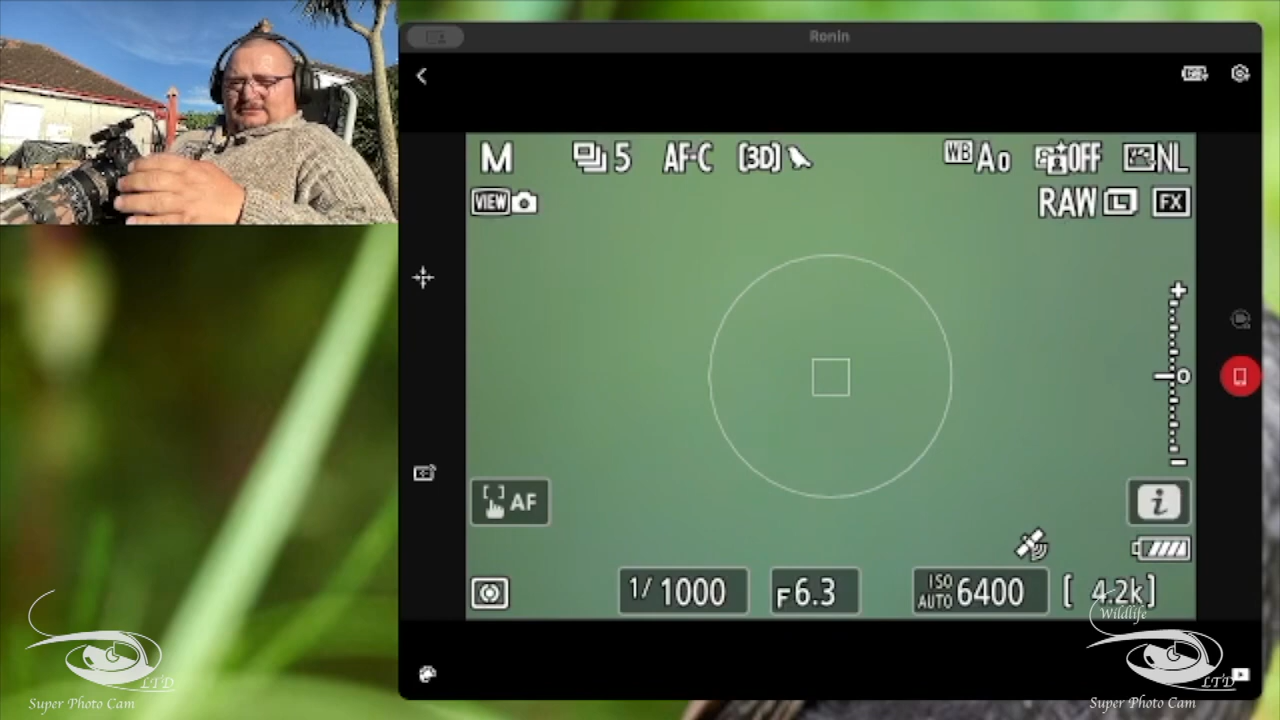 Ronin
M 5 AF-C [3D] WB A0 OFF NL
VIEW RAW L FX
+
0
-
AF i
1/1000 F6.3 ISO AUTO 6400 [4.2k]
Wildlife
LTD LTD
Super Photo Cam Super Photo Cam